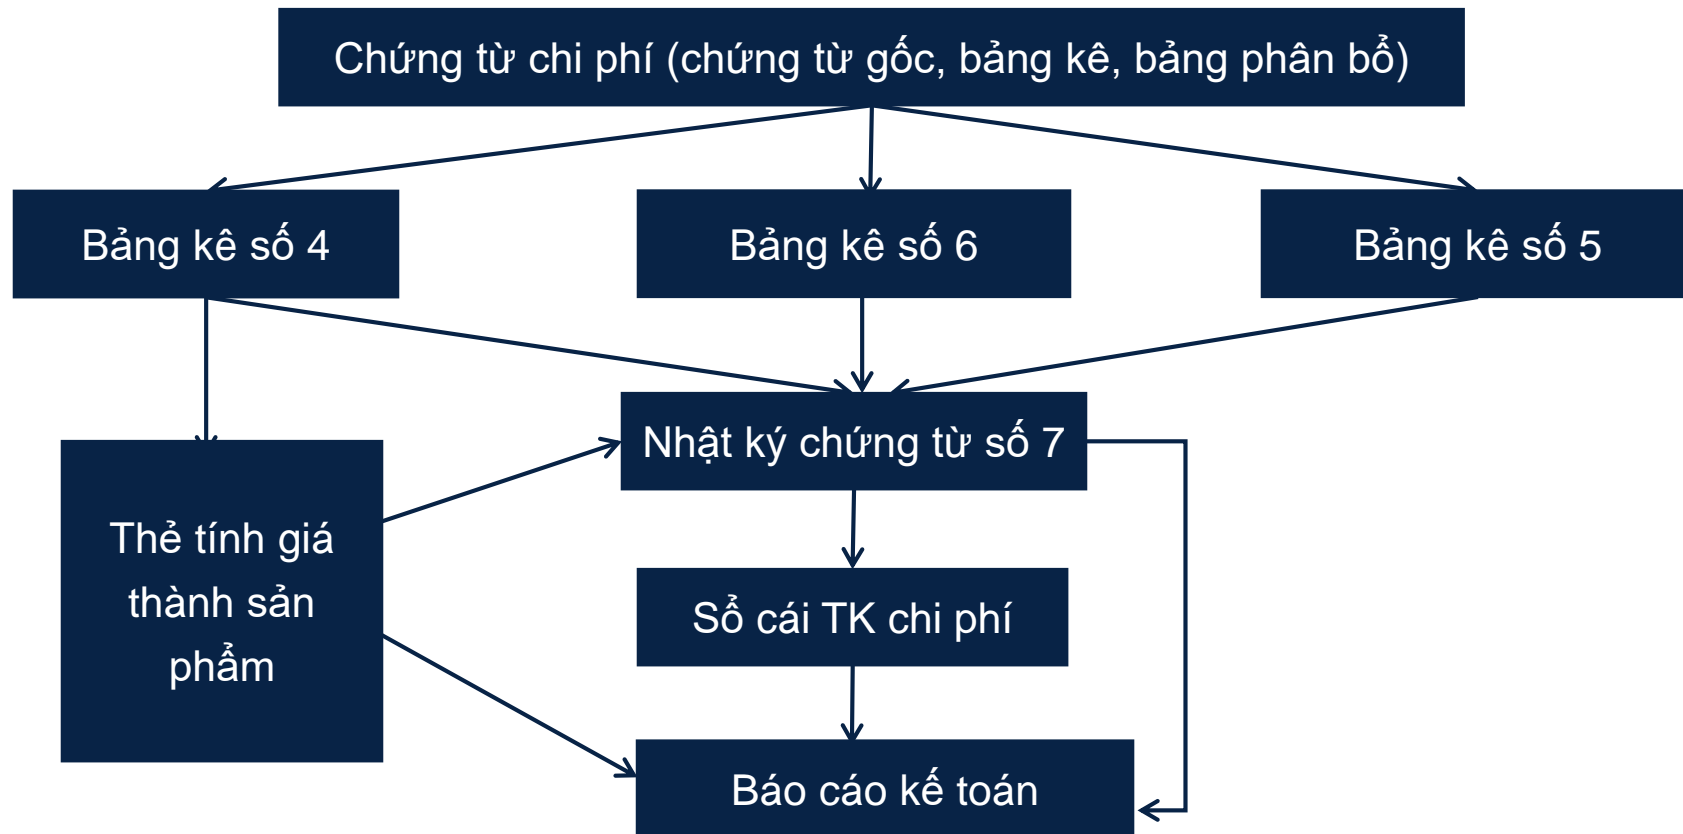 Chứng từ chi phí (chứng từ gốc, bảng kê, bảng phân bổ)
Bảng kê số 4
Bảng kê số 6
Bảng kê số 5
Nhật ký chứng từ số 7
Thẻ tính giá
thành sản
phẩm
Sổ cái TK chi phí
Báo cáo kế toán